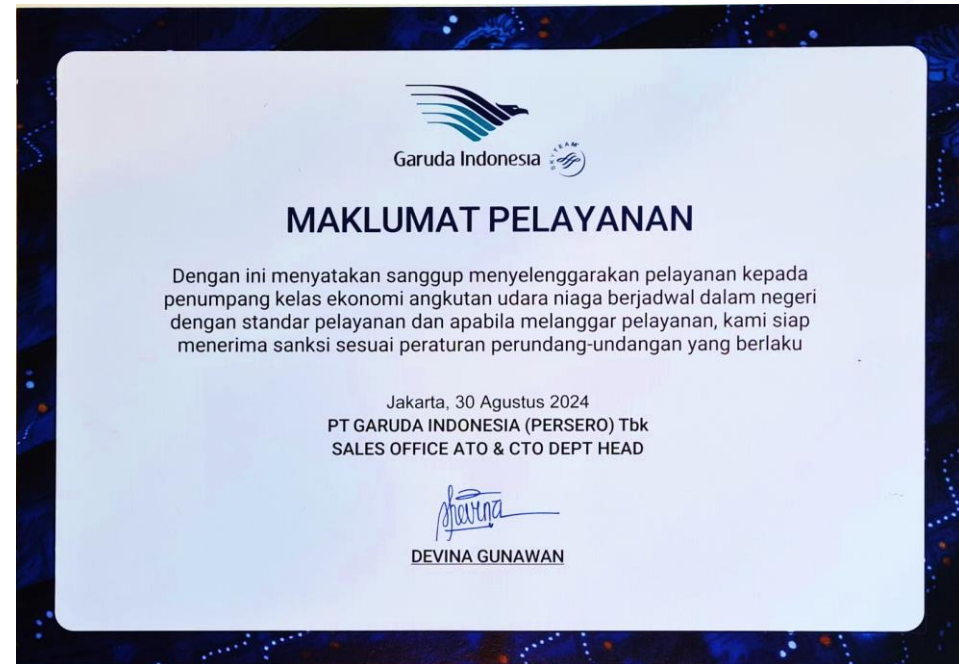 Garuda Indonesia
SKYTEAM
MAKLUMAT PELAYANAN
Dengan ini menyatakan sanggup menyelenggarakan pelayanan kepada
penumpang kelas ekonomi angkutan udara niaga berjadwal dalam negeri
dengan standar pelayanan dan apabila melanggar pelayanan, kami siap
menerima sanksi sesuai peraturan perundang-undangan yang berlaku
Jakarta, 30 Agustus 2024
PT GARUDA INDONESIA (PERSERO) Tbk
SALES OFFICE ATO & CTO DEPT HEAD
DEVINA GUNAWAN